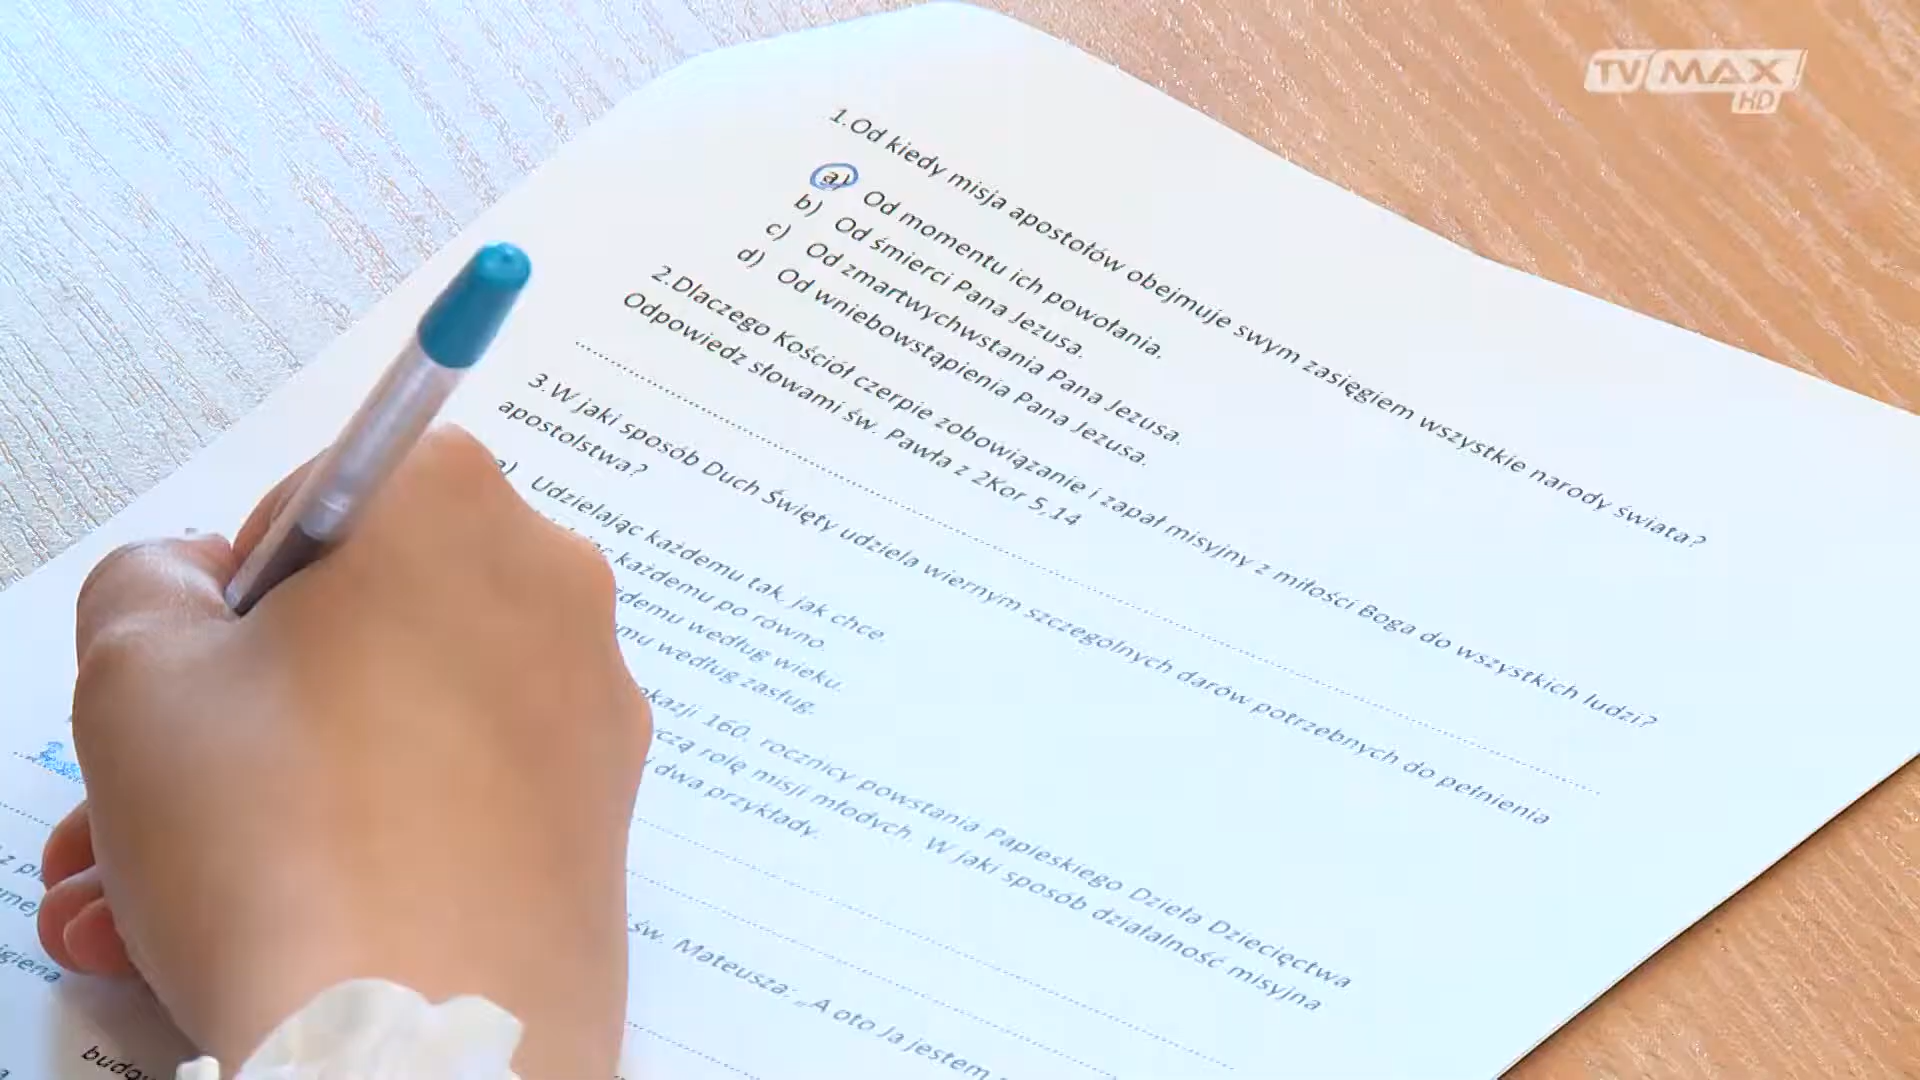 TV MAX HD
1.Od kiedy misja apostołów obejmuje swym zasięgiem wszystkie narody świata?
a) Od momentu ich powołania.
b) Od śmierci Pana Jezusa.
c) Od zmartwychwstania Pana Jezusa.
d) Od wniebowstąpienia Pana Jezusa.
2.Dlaczego Kościół czerpie zobowiązanie i zapał misyjny z miłości Boga do wszystkich ludzi?
Odpowiedz słowami św. Pawła z 2Kor 5,14
3.W jaki sposób Duch Święty udziela wiernym szczególnych darów potrzebnych do pełnienia
apostolstwa?
Udzielając każdemu tak, jak chce.
każdemu po równo.
według wieku.
według zasług.
160. rocznicy powstania Papieskiego Dzieła Dziecięctwa
rolę misji młodych. W jaki sposób działalność misyjna
dwa przykłady.
św. Mateusza: „A oto Ja jestem